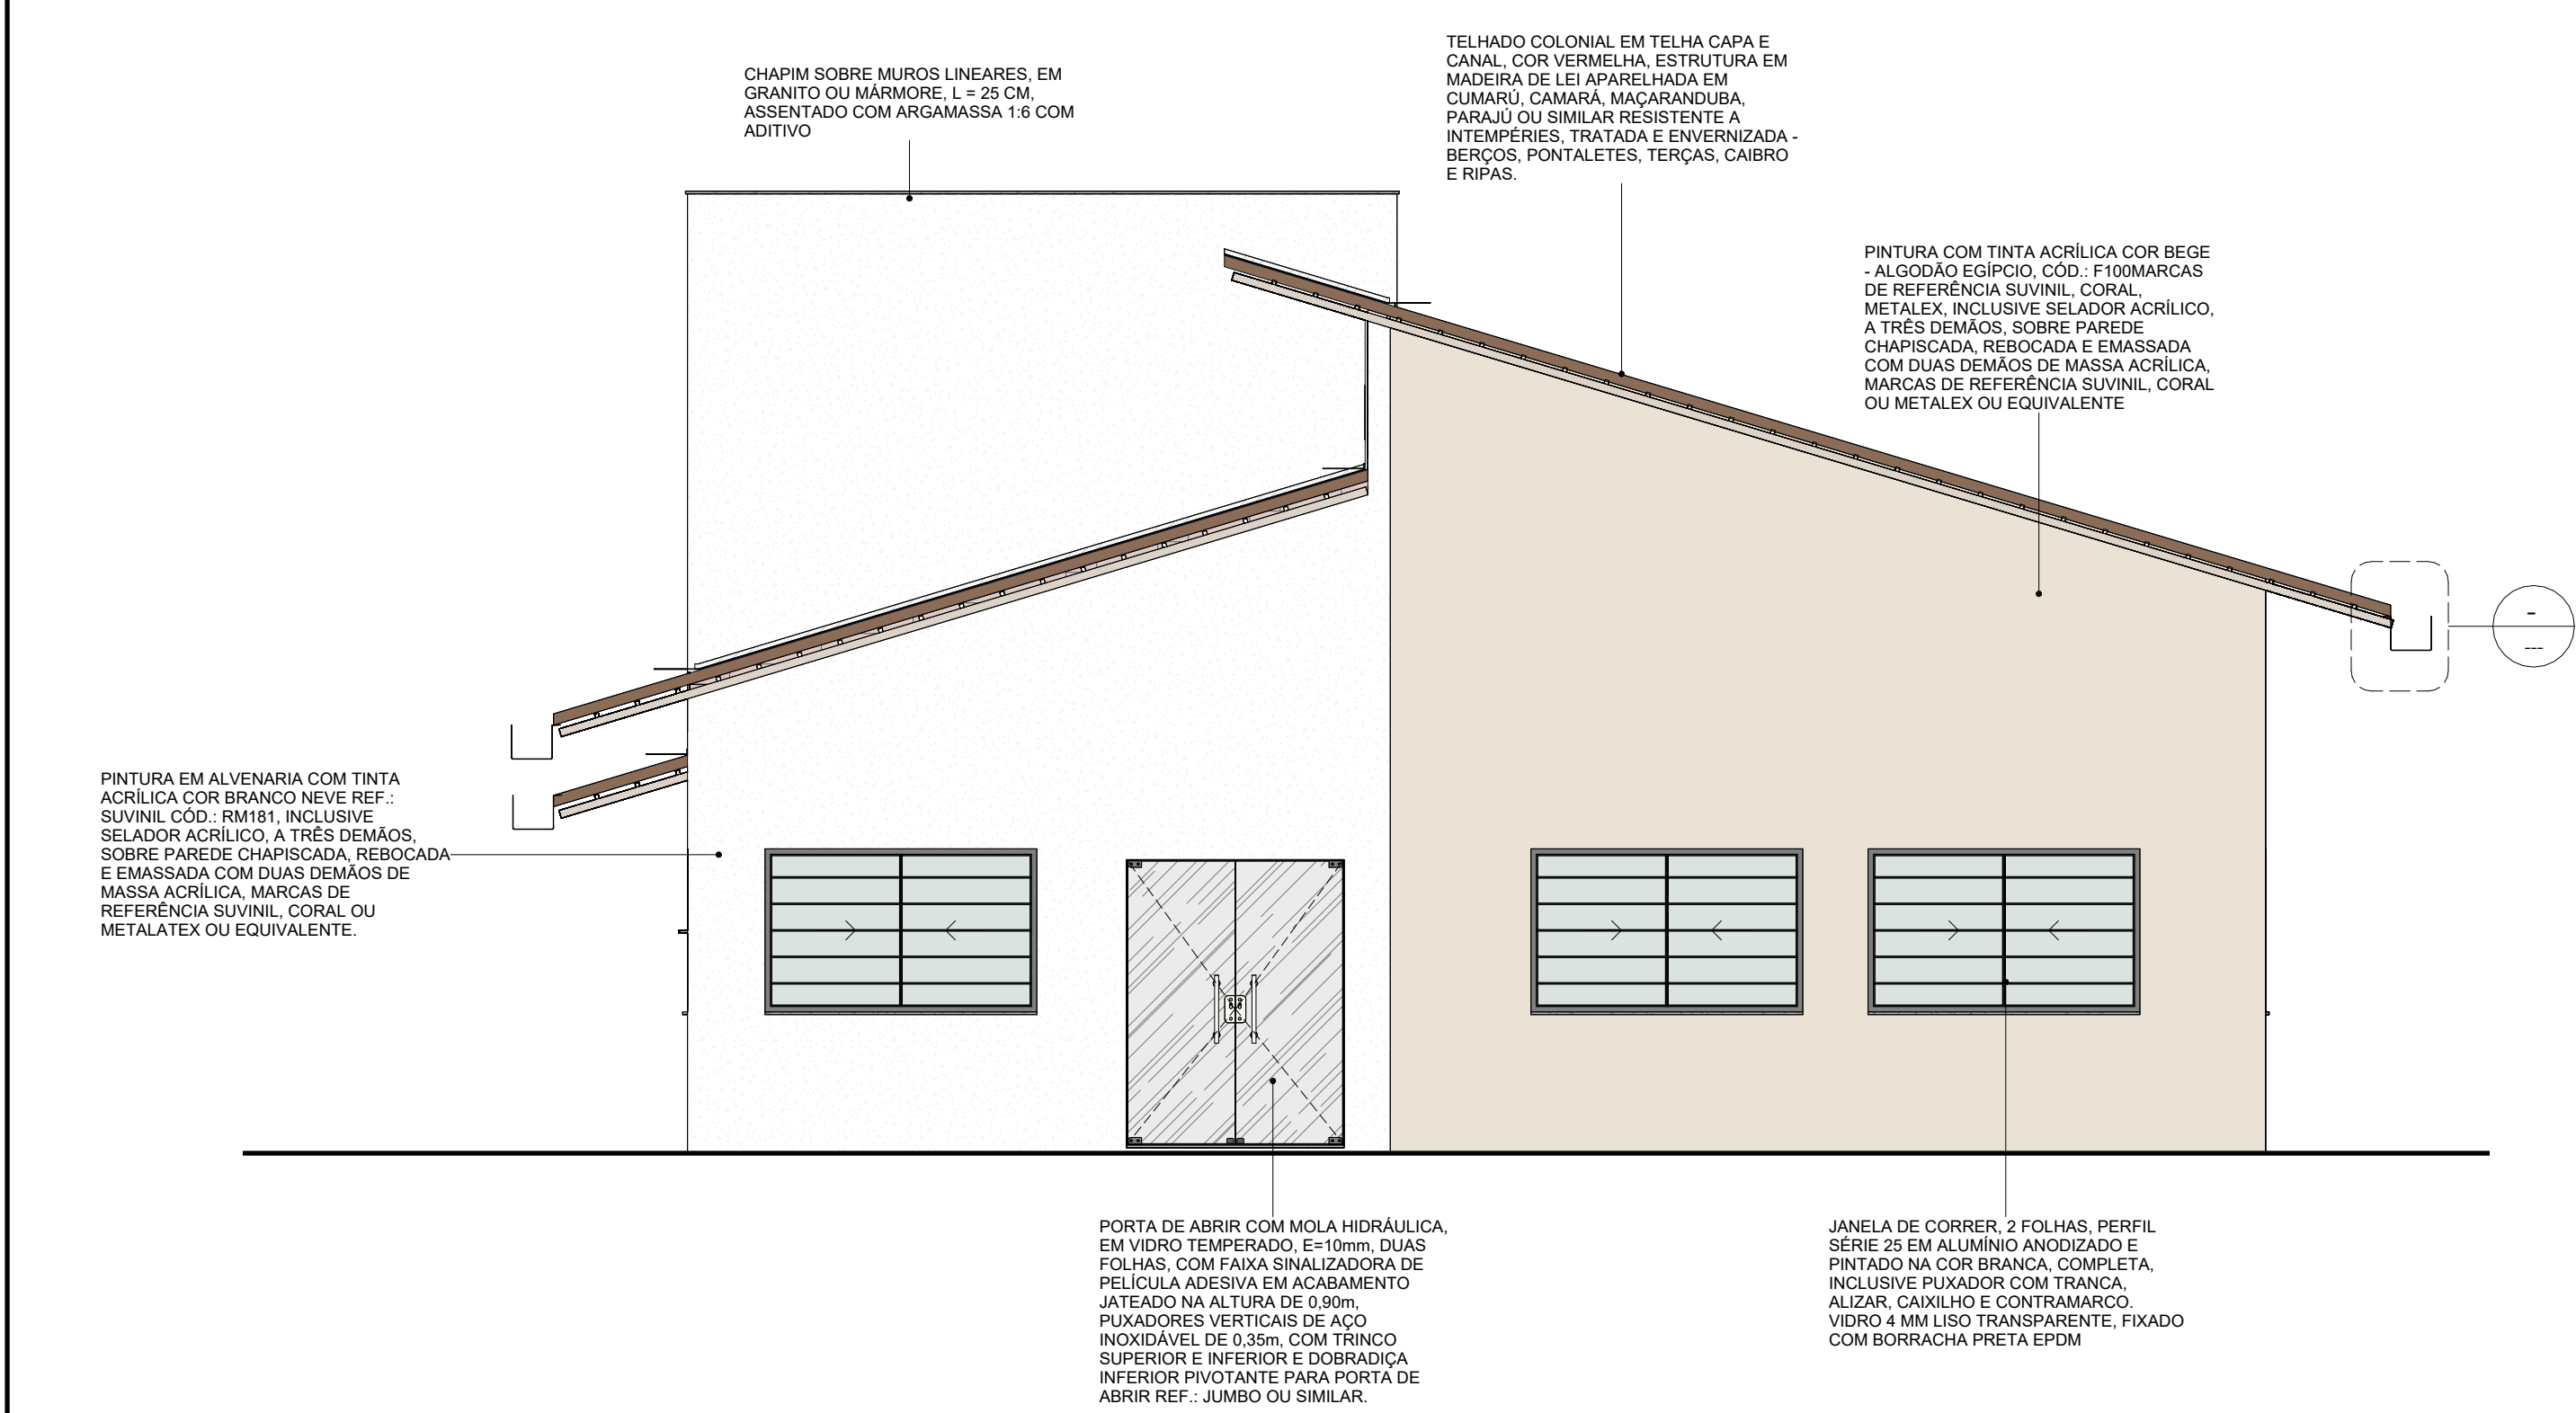 CHAPIM SOBRE MUROS LINEARES, EM
GRANITO OU MÁRMORE, L = 25 CM,
ASSENTADO COM ARGAMASSA 1:6 COM
ADITIVO
TELHADO COLONIAL EM TELHA CAPA E
CANAL, COR VERMELHA, ESTRUTURA EM
MADEIRA DE LEI APARELHADA EM
CUMARÚ, CAMARÁ, MAÇARANDUBA,
PARAJÚ OU SIMILAR RESISTENTE A
INTEMPÉRIES, TRATADA E ENVERNIZADA -
BERÇOS, PONTALETES, TERÇAS, CAIBRO
E RIPAS.
PINTURA COM TINTA ACRÍLICA COR BEGE
- ALGODÃO EGÍPCIO, CÓD.: F100MARCAS
DE REFERÊNCIA SUVINIL, CORAL,
METALEX, INCLUSIVE SELADOR ACRÍLICO,
A TRÊS DEMÃOS, SOBRE PAREDE
CHAPISCADA, REBOCADA E EMASSADA
COM DUAS DEMÃOS DE MASSA ACRÍLICA,
MARCAS DE REFERÊNCIA SUVINIL, CORAL
OU METALEX OU EQUIVALENTE
-
---
PINTURA EM ALVENARIA COM TINTA
ACRÍLICA COR BRANCO NEVE REF.:
SUVINIL CÓD.: RM181, INCLUSIVE
SELADOR ACRÍLICO, A TRÊS DEMÃOS,
SOBRE PAREDE CHAPISCADA, REBOCADA
E EMASSADA COM DUAS DEMÃOS DE
MASSA ACRÍLICA, MARCAS DE
REFERÊNCIA SUVINIL, CORAL OU
METALATEX OU EQUIVALENTE.
PORTA DE ABRIR COM MOLA HIDRÁULICA,
EM VIDRO TEMPERADO, E=10mm, DUAS
FOLHAS, COM FAIXA SINALIZADORA DE
PELÍCULA ADESIVA EM ACABAMENTO
JATEADO NA ALTURA DE 0,90m,
PUXADORES VERTICAIS DE AÇO
INOXIDÁVEL DE 0,35m, COM TRINCO
SUPERIOR E INFERIOR E DOBRADIÇA
INFERIOR PIVOTANTE PARA PORTA DE
ABRIR REF.: JUMBO OU SIMILAR.
JANELA DE CORRER, 2 FOLHAS, PERFIL
SÉRIE 25 EM ALUMÍNIO ANODIZADO E
PINTADO NA COR BRANCA, COMPLETA,
INCLUSIVE PUXADOR COM TRANCA,
ALIZAR, CAIXILHO E CONTRAMARCO.
VIDRO 4 MM LISO TRANSPARENTE, FIXADO
COM BORRACHA PRETA EPDM